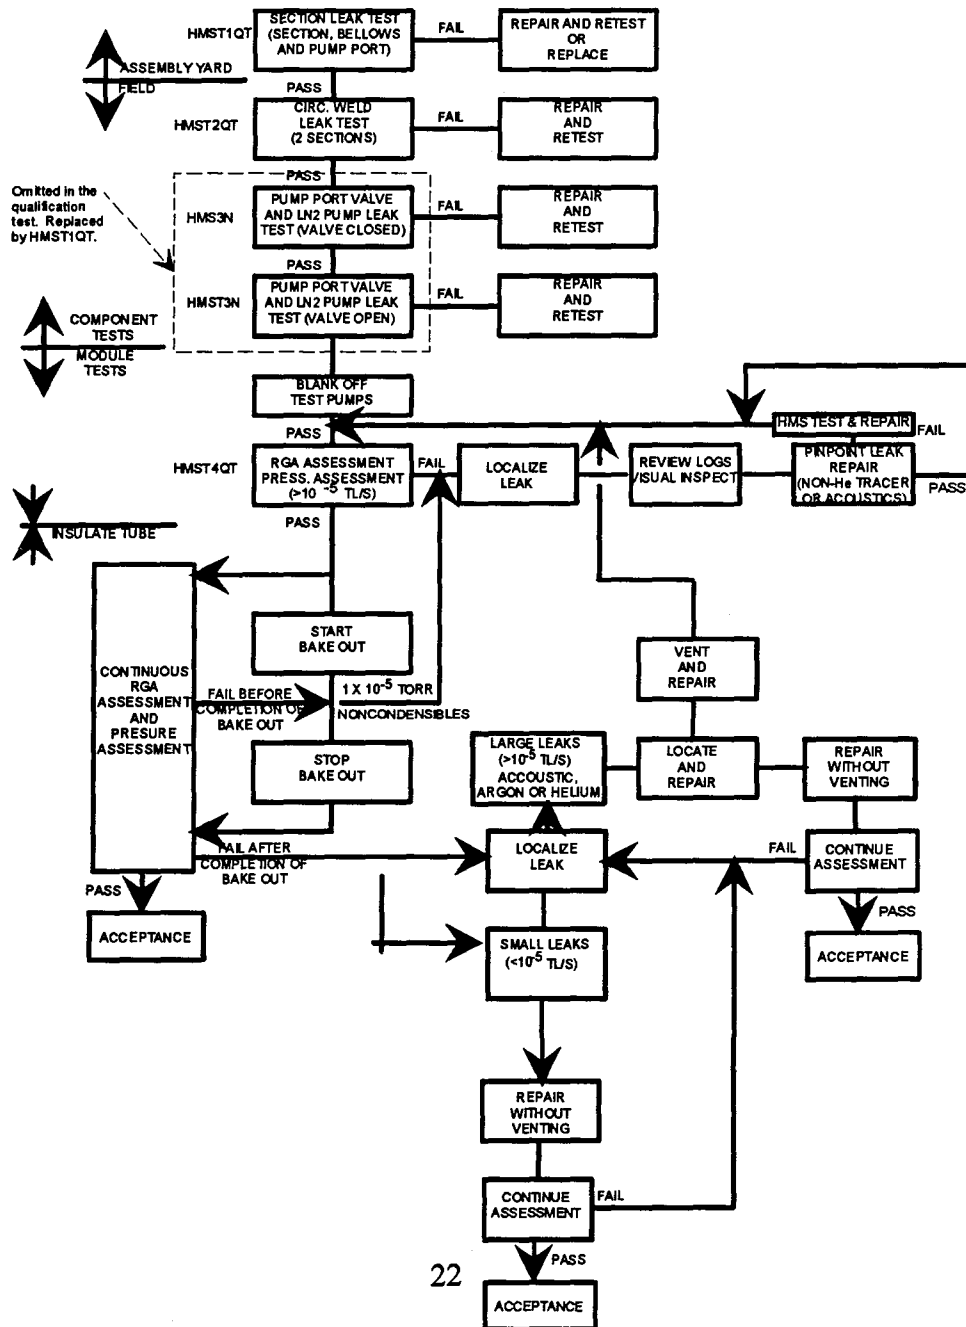 HMST1QT
SECTION LEAK TEST
(SECTION, BELLOWS
AND PUMP PORT)
FAIL
REPAIR AND RETEST
OR
REPLACE
ASSEMBLY YARD
FIELD
PASS
HMST2QT
CIRC. WELD
LEAK TEST
(2 SECTIONS)
FAIL
REPAIR
AND
RETEST
PASS
Omitted in the
qualification
test. Replaced
by HMST1QT.
HMS3N
PUMP PORT VALVE
AND LN2 PUMP LEAK
TEST (VALVE CLOSED)
FAIL
REPAIR
AND
RETEST
PASS
HMST3N
PUMP PORT VALVE
AND LN2 PUMP LEAK
TEST (VALVE OPEN)
FAIL
REPAIR
AND
RETEST
COMPONENT
TESTS
MODULE
TESTS
BLANK OFF
TEST PUMPS
PASS
HMST4QT
RGA ASSESSMENT
PRESS. ASSESSMENT
(>10⁻⁵ TL/S)
FAIL
LOCALIZE
LEAK
REVIEW LOGS
/VISUAL INSPECT
HMS TEST & REPAIR
FAIL
PINPOINT LEAK
REPAIR
(NON-He TRACER
OR ACOUSTICS)
PASS
PASS
INSULATE TUBE
START
BAKE OUT
CONTINUOUS
RGA
ASSESSMENT
AND
PRESURE
ASSESSMENT
FAIL BEFORE
COMPLETION OF
BAKE OUT
1 X 10⁻⁵ TORR
NONCONDENSIBLES
STOP
BAKE OUT
VENT
AND
REPAIR
LARGE LEAKS
(>10⁻⁵ TL/S)
ACCOUSTIC,
ARGON OR HELIUM
LOCATE
AND
REPAIR
REPAIR
WITHOUT
VENTING
FAIL AFTER
COMPLETION OF
BAKE OUT
LOCALIZE
LEAK
FAIL
CONTINUE
ASSESSMENT
PASS
ACCEPTANCE
PASS
ACCEPTANCE
SMALL LEAKS
(<10⁻⁵ TL/S)
REPAIR
WITHOUT
VENTING
CONTINUE
ASSESSMENT
FAIL
PASS
22
ACCEPTANCE